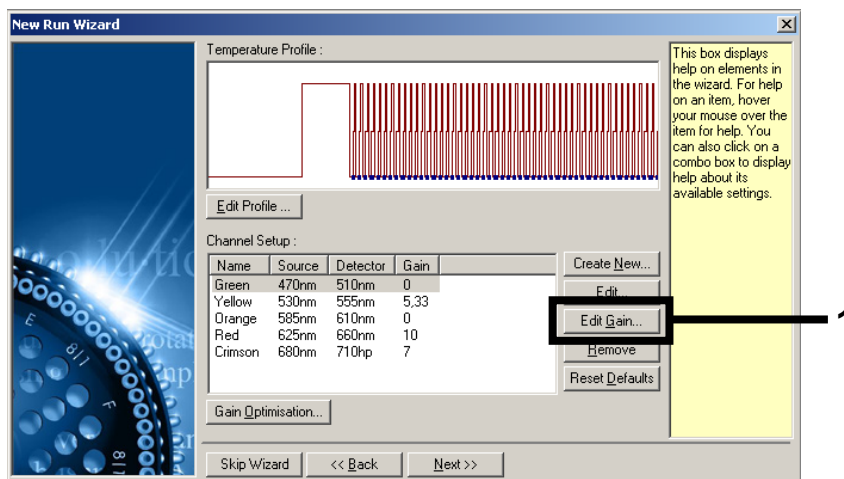 New Run Wizard
Temperature Profile :
Edit Profile ...
Channel Setup :
Name Source Detector Gain
Green 470nm 510nm 0
Yellow 530nm 555nm 5,33
Orange 585nm 610nm 0
Red 625nm 660nm 10
Crimson 680nm 710hp 7
Create New...
Edit...
Edit Gain...
Remove
Reset Defaults
Gain Optimisation...
Skip Wizard
<< Back
Next >>
This box displays
help on elements in
the wizard. For help
on an item, hover
your mouse over the
item for help. You
can also click on a
combo box to display
help about its
available settings.